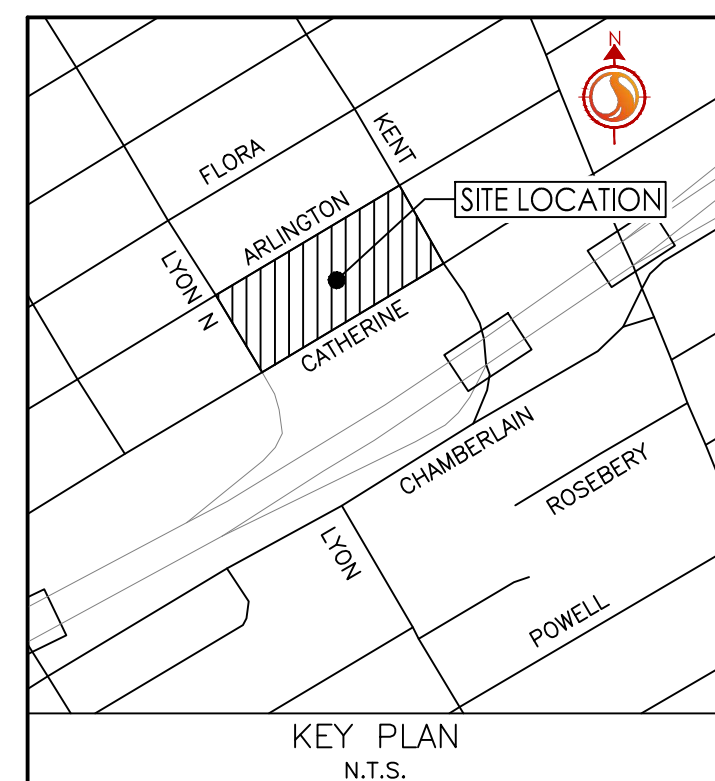 N
FLORA
KENT
SITE LOCATION
ARLINGTON
LYON N
CATHERINE
CHAMBERLAIN
ROSEBERY
LYON
POWELL
KEY PLAN
N.T.S.